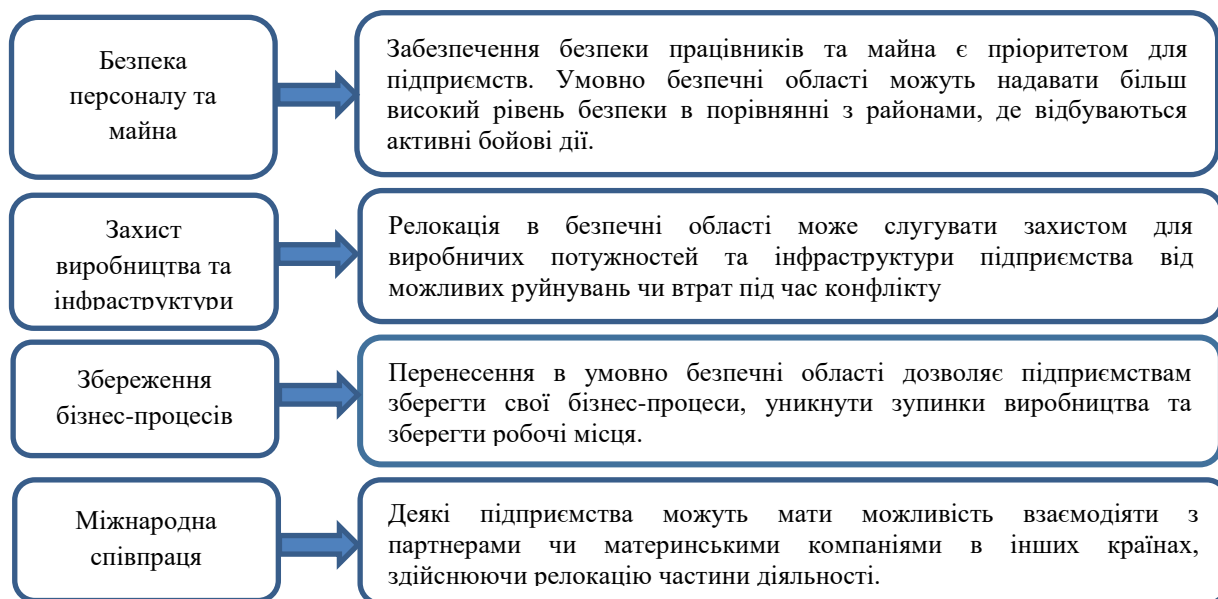 Безпека
персоналу та
майна
Забезпечення безпеки працівників та майна є пріоритетом для
підприємств. Умовно безпечні області можуть надавати більш
високий рівень безпеки в порівнянні з районами, де відбуваються
активні бойові дії.
Захист
виробництва та
інфраструктури
Релокація в безпечні області може слугувати захистом для
виробничих потужностей та інфраструктури підприємства від
можливих руйнувань чи втрат під час конфлікту
Збереження
бізнес-процесів
Перенесення в умовно безпечні області дозволяє підприємствам
зберегти свої бізнес-процеси, уникнути зупинки виробництва та
зберегти робочі місця.
Міжнародна
співпраця
Деякі підприємства можуть мати можливість взаємодіяти з
партнерами чи материнськими компаніями в інших країнах,
здійснюючи релокацію частини діяльності.